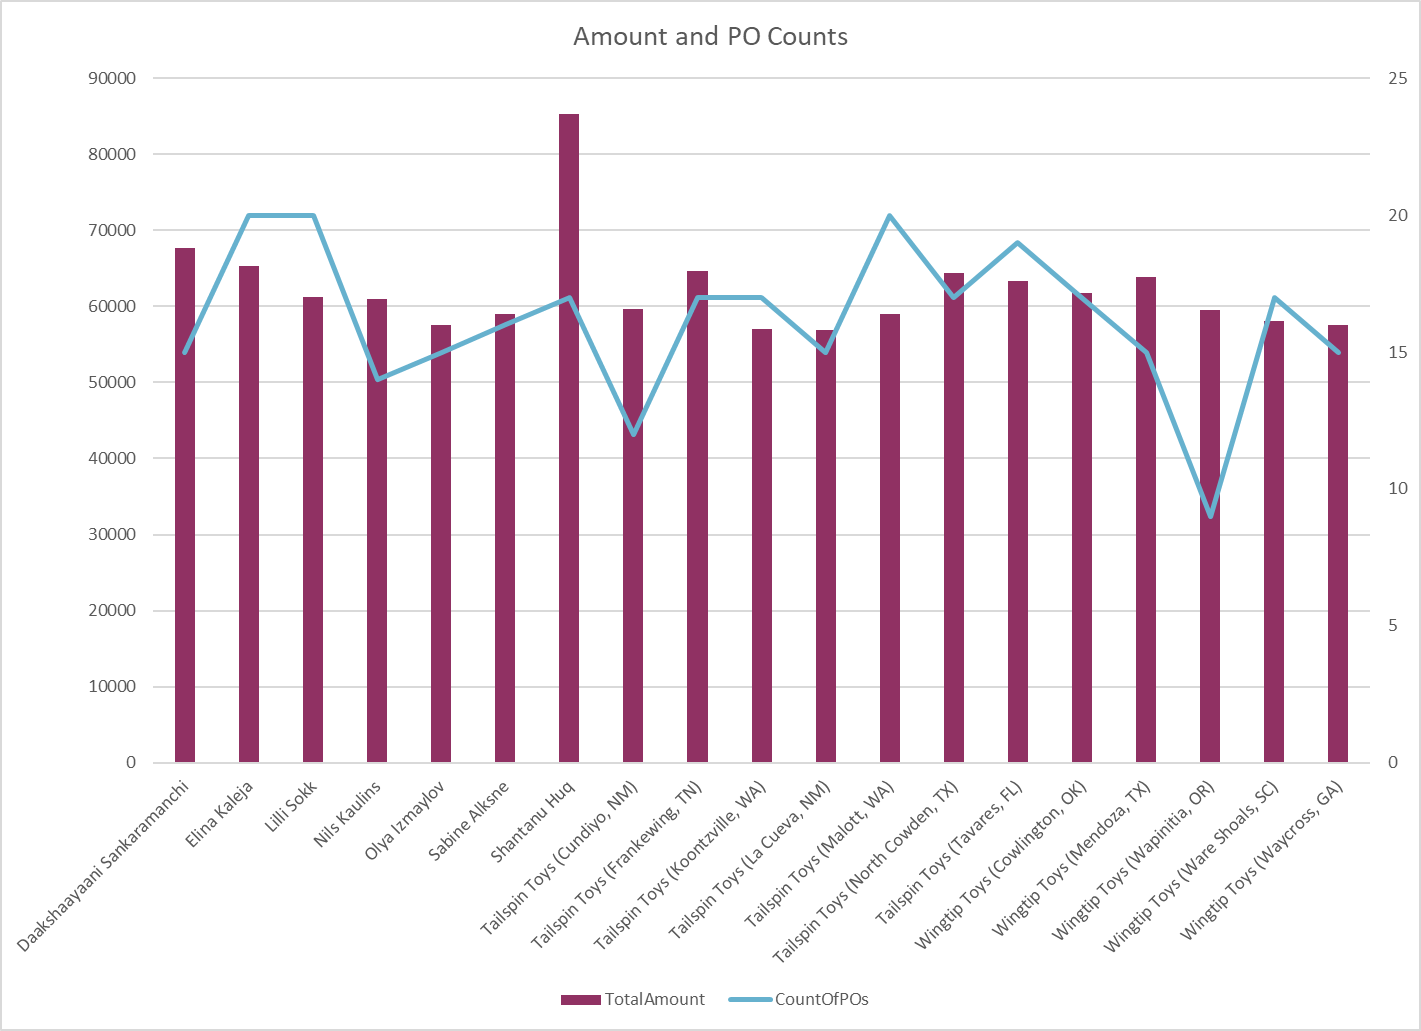 Amount and PO Counts
90000
80000
70000
60000
50000
40000
30000
20000
10000
0
25
20
15
10
5
0
Daakshaayaani Sankaramanchi
Elina Kaleja
Lilli Sokk
Nils Kaulins
Olya Izmaylov
Sabine Alksne
Shantanu Huq
Tailspin Toys (Cundiyo, NM)
Tailspin Toys (Frankewing, TN)
Tailspin Toys (Koontzville, WA)
Tailspin Toys (La Cueva, NM)
Tailspin Toys (Malott, WA)
Tailspin Toys (North Cowden, TX)
Tailspin Toys (Tavares, FL)
Wingtip Toys (Cowlington, OK)
Wingtip Toys (Mendoza, TX)
Wingtip Toys (Wapinitia, OR)
Wingtip Toys (Ware Shoals, SC)
Wingtip Toys (Waycross, GA)
TotalAmount
CountOfPOs